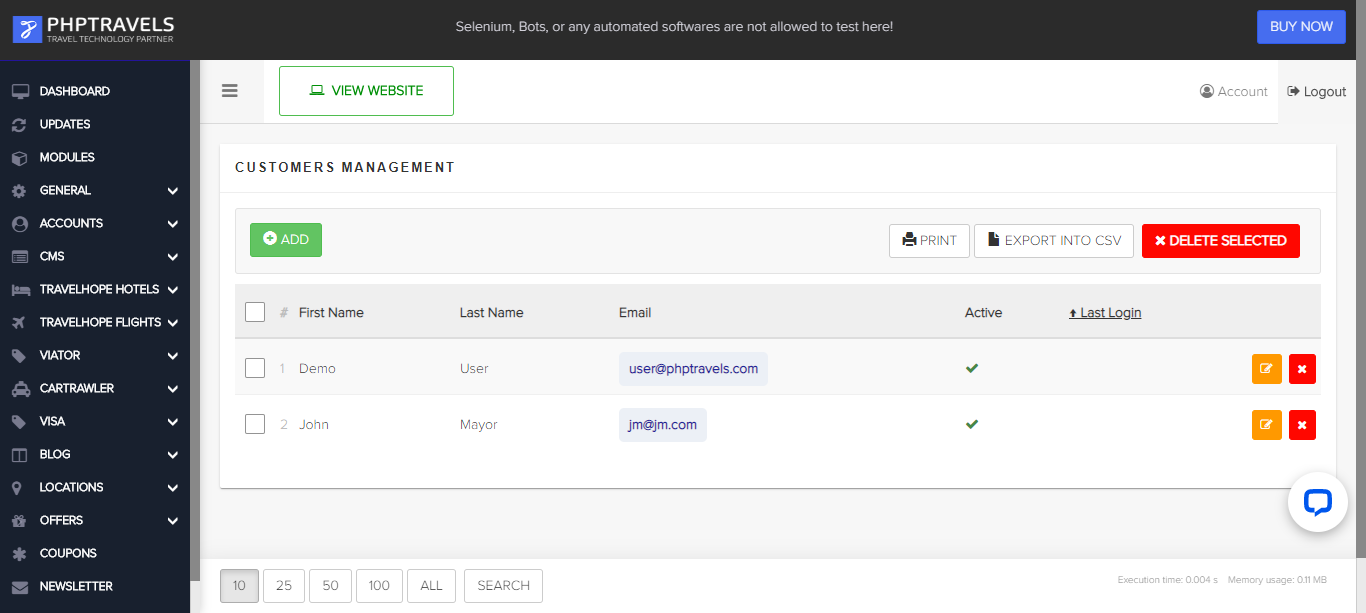 PHPTRAVELS
TRAVEL TECHNOLOGY PARTNER
Selenium, Bots, or any automated softwares are not allowed to test here!
BUY NOW
DASHBOARD
UPDATES
MODULES
GENERAL
ACCOUNTS
CMS
TRAVELHOPE HOTELS
TRAVELHOPE FLIGHTS
VIATOR
CARTRAWLER
VISA
BLOG
LOCATIONS
OFFERS
COUPONS
NEWSLETTER
VIEW WEBSITE
Account
Logout
CUSTOMERS MANAGEMENT
ADD
PRINT
EXPORT INTO CSV
DELETE SELECTED
# First Name Last Name Email Active Last Login
1 Demo User user@phptravels.com
2 John Mayor jm@jm.com
10 25 50 100 ALL SEARCH
Execution time: 0.004 s Memory usage: 0.11 MB